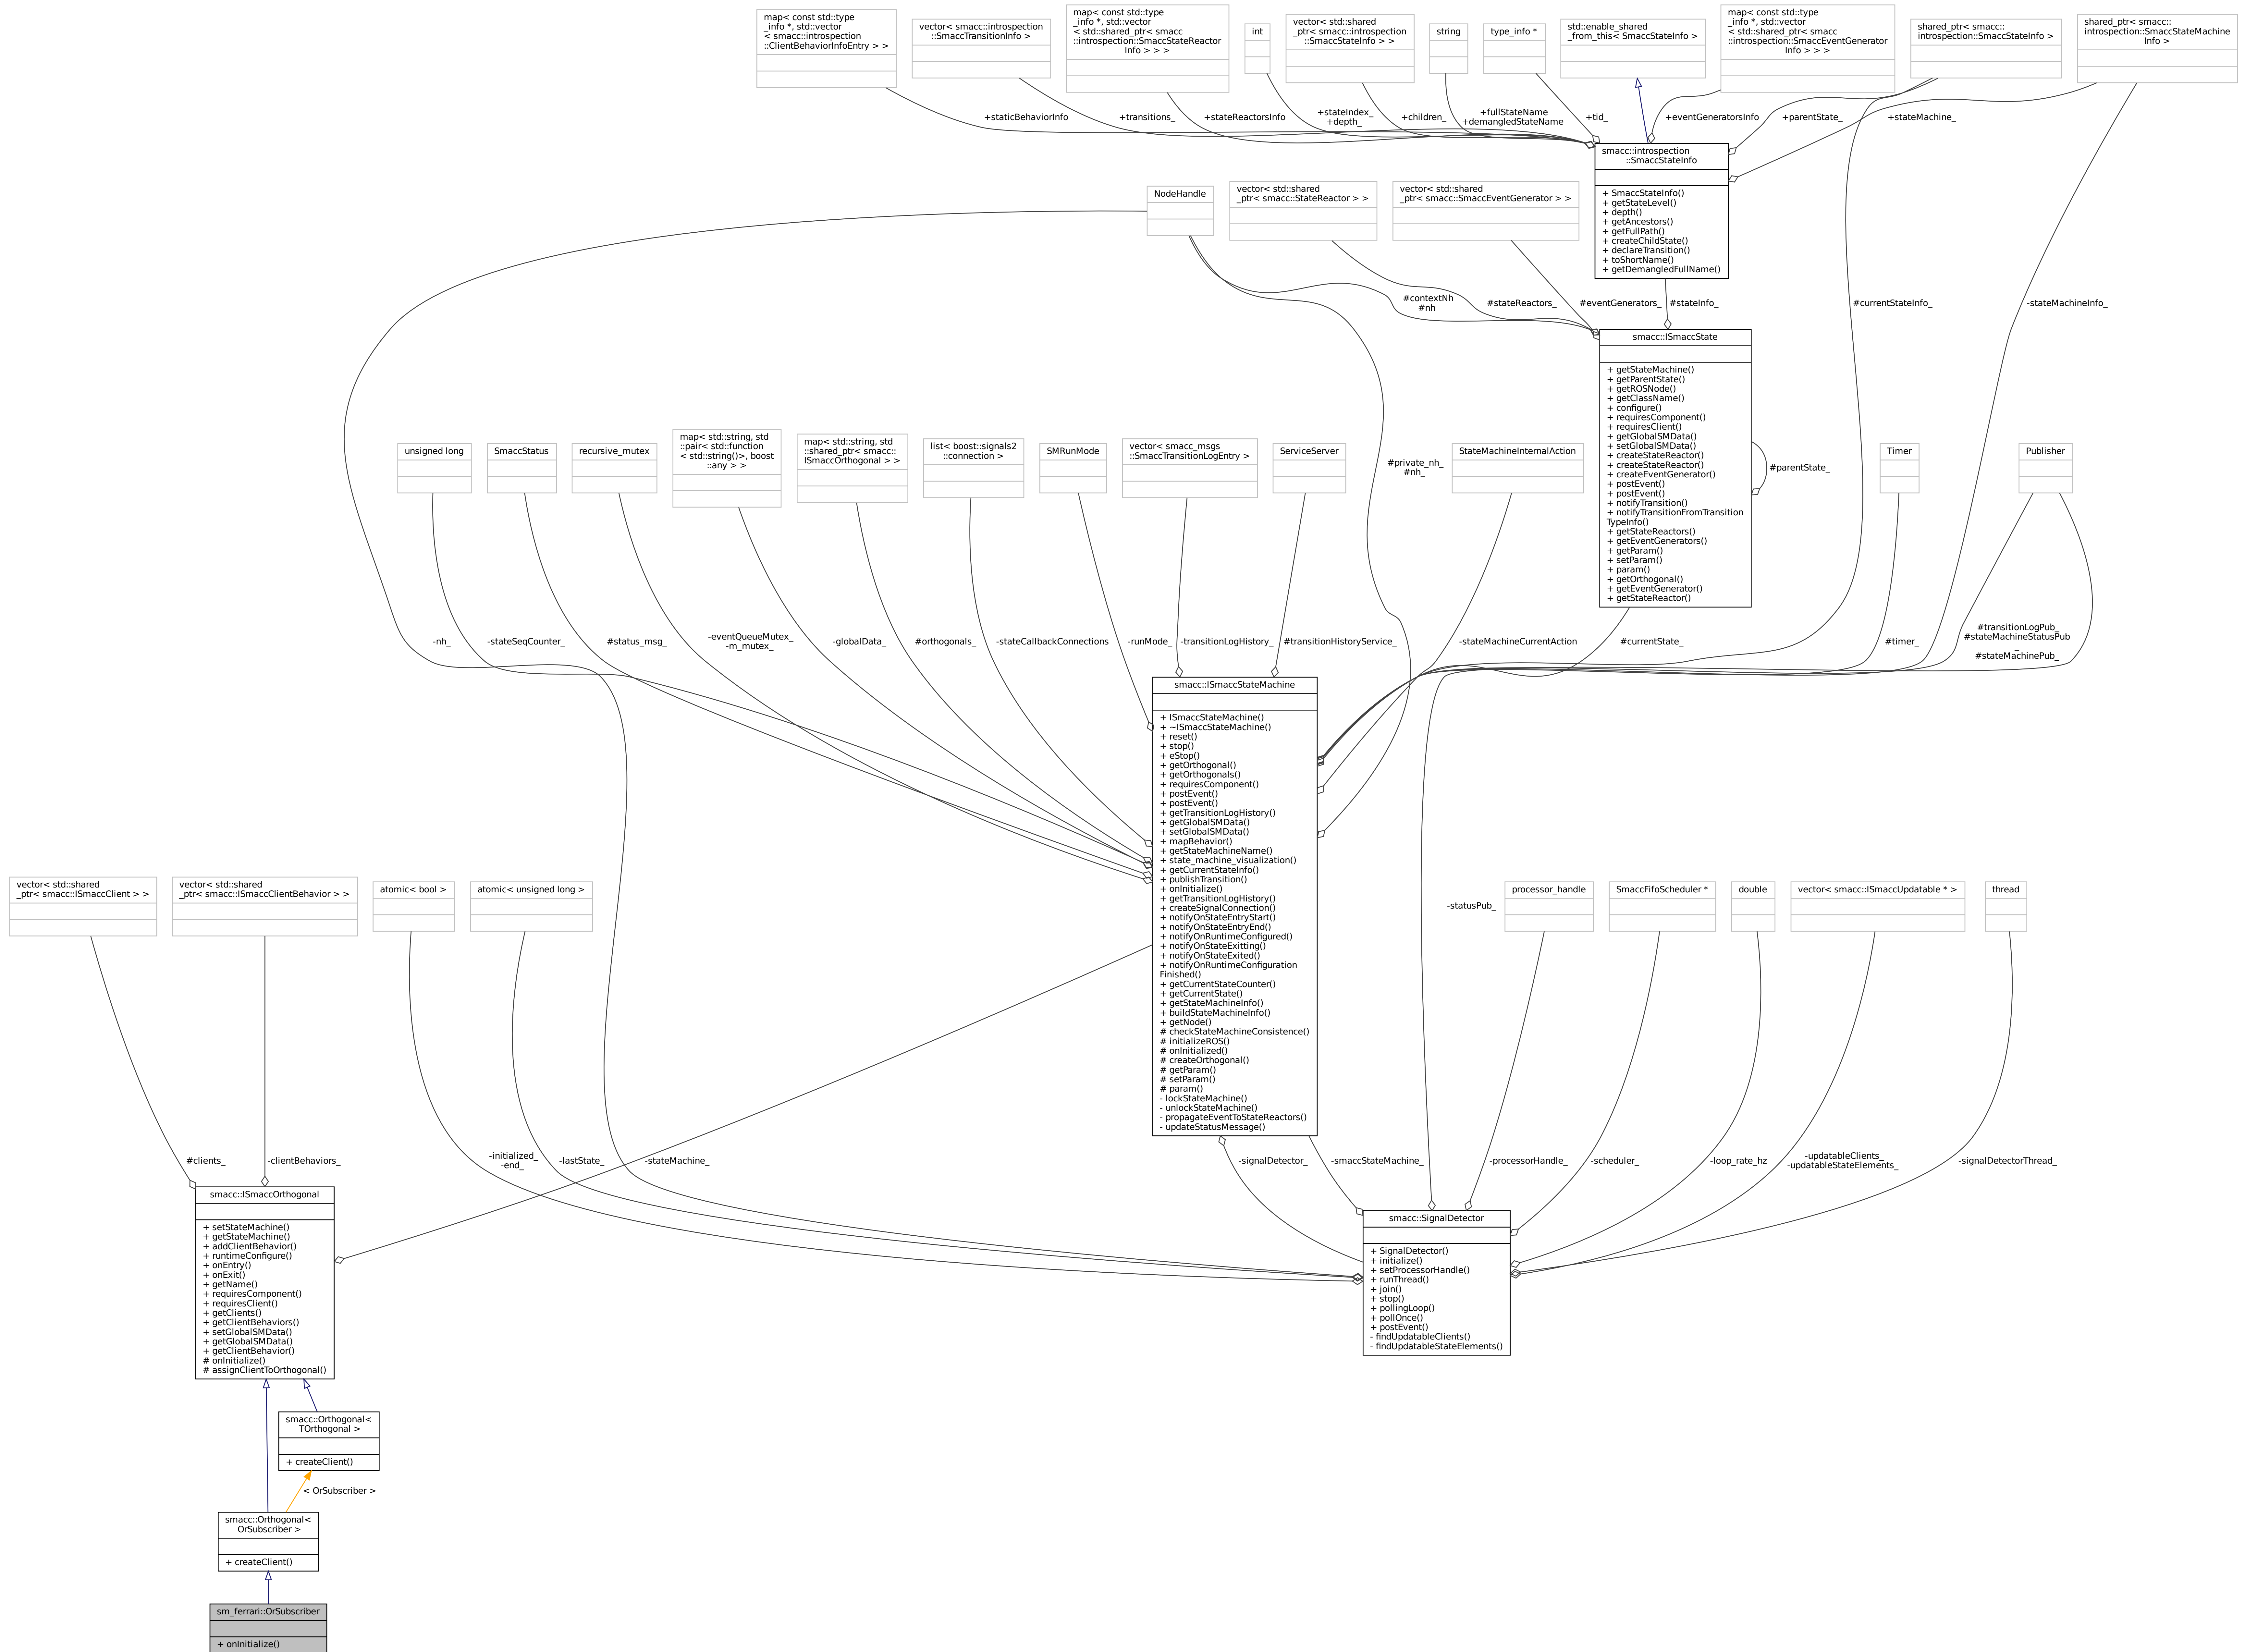 map< const std::type
_info *, std::vector
< smacc::introspection
::ClientBehaviorInfoEntry > >
vector< smacc::introspection
::SmaccTransitionInfo >
map< const std::type
_info *, std::vector
< std::shared_ptr< smacc
::introspection::SmaccStateReactor
Info > > >
int
vector< std::shared
_ptr< smacc::introspection
::SmaccStateInfo > >
string
type_info *
std::enable_shared
_from_this< SmaccStateInfo >
map< const std::type
_info *, std::vector
< std::shared_ptr< smacc
::introspection::SmaccEventGenerator
Info > > >
shared_ptr< smacc::
introspection::SmaccStateInfo >
shared_ptr< smacc::
introspection::SmaccStateMachine
Info >
+staticBehaviorInfo
+transitions_
+stateReactorsInfo
+stateIndex_
+depth_
+children_
+fullStateName
+demangledStateName
+tid_
+eventGeneratorsInfo
+parentState_
+stateMachine_
smacc::introspection
::SmaccStateInfo
+ SmaccStateInfo()
+ getStateLevel()
+ depth()
+ getAncestors()
+ getFullPath()
+ createChildState()
+ declareTransition()
+ toShortName()
+ getDemangledFullName()
NodeHandle
vector< std::shared
_ptr< smacc::StateReactor > >
vector< std::shared
_ptr< smacc::SmaccEventGenerator > >
#contextNh
#nh
#stateReactors_
#eventGenerators_
#stateInfo_
#currentStateInfo_
-stateMachineInfo_
smacc::ISmaccState
+ getStateMachine()
+ getParentState()
+ getROSNode()
+ getClassName()
+ configure()
+ requiresComponent()
+ requiresClient()
+ getGlobalSMData()
+ setGlobalSMData()
+ createStateReactor()
+ createStateReactor()
+ createEventGenerator()
+ postEvent()
+ postEvent()
+ notifyTransition()
+ notifyTransitionFromTransition
TypeInfo()
+ getStateReactors()
+ getEventGenerators()
+ getParam()
+ setParam()
+ param()
+ getOrthogonal()
+ getEventGenerator()
+ getStateReactor()
#parentState_
unsigned long
SmaccStatus
recursive_mutex
map< std::string, std
::pair< std::function
< std::string()>, boost
::any > >
map< std::string, std
::shared_ptr< smacc::
ISmaccOrthogonal > >
list< boost::signals2
::connection >
SMRunMode
vector< smacc_msgs
::SmaccTransitionLogEntry >
ServiceServer
#private_nh_
#nh_
StateMachineInternalAction
Timer
Publisher
-nh_
-stateSeqCounter_
#status_msg_
-eventQueueMutex_
-m_mutex_
-globalData_
#orthogonals_
-stateCallbackConnections
-runMode_
-transitionLogHistory_
#transitionHistoryService_
-stateMachineCurrentAction
#currentState_
#timer_
#transitionLogPub_
#stateMachineStatusPub
_
#stateMachinePub_
smacc::ISmaccStateMachine
+ ISmaccStateMachine()
+ ~ISmaccStateMachine()
+ reset()
+ stop()
+ eStop()
+ getOrthogonal()
+ getOrthogonals()
+ requiresComponent()
+ postEvent()
+ postEvent()
+ getTransitionLogHistory()
+ getGlobalSMData()
+ setGlobalSMData()
+ mapBehavior()
+ getStateMachineName()
+ state_machine_visualization()
+ getCurrentStateInfo()
+ publishTransition()
+ onInitialize()
+ getTransitionLogHistory()
+ createSignalConnection()
+ notifyOnStateEntryStart()
+ notifyOnStateEntryEnd()
+ notifyOnRuntimeConfigured()
+ notifyOnStateExitting()
+ notifyOnStateExited()
+ notifyOnRuntimeConfiguration
Finished()
+ getCurrentStateCounter()
+ getCurrentState()
+ getStateMachineInfo()
+ buildStateMachineInfo()
+ getNode()
# checkStateMachineConsistence()
# initializeROS()
# onInitialized()
# createOrthogonal()
# getParam()
# setParam()
# param()
- lockStateMachine()
- unlockStateMachine()
- propagateEventToStateReactors()
- updateStatusMessage()
vector< std::shared
_ptr< smacc::ISmaccClient > >
vector< std::shared
_ptr< smacc::ISmaccClientBehavior > >
atomic< bool >
atomic< unsigned long >
-statusPub_
processor_handle
SmaccFifoScheduler *
double
vector< smacc::ISmaccUpdatable * >
thread
#clients_
-clientBehaviors_
-initialized_
-end_
-lastState_
-stateMachine_
-signalDetector_
-smaccStateMachine_
-processorHandle_
-scheduler_
-loop_rate_hz
-updatableClients_
-updatableStateElements_
-signalDetectorThread_
smacc::ISmaccOrthogonal
+ setStateMachine()
+ getStateMachine()
+ addClientBehavior()
+ runtimeConfigure()
+ onEntry()
+ onExit()
+ getName()
+ requiresComponent()
+ requiresClient()
+ getClients()
+ getClientBehaviors()
+ setGlobalSMData()
+ getGlobalSMData()
+ getClientBehavior()
# onInitialize()
# assignClientToOrthogonal()
smacc::SignalDetector
+ SignalDetector()
+ initialize()
+ setProcessorHandle()
+ runThread()
+ join()
+ stop()
+ pollingLoop()
+ pollOnce()
+ postEvent()
- findUpdatableClients()
- findUpdatableStateElements()
smacc::Orthogonal<
TOrthogonal >
+ createClient()
< OrSubscriber >
smacc::Orthogonal<
OrSubscriber >
+ createClient()
sm_ferrari::OrSubscriber
+ onInitialize()